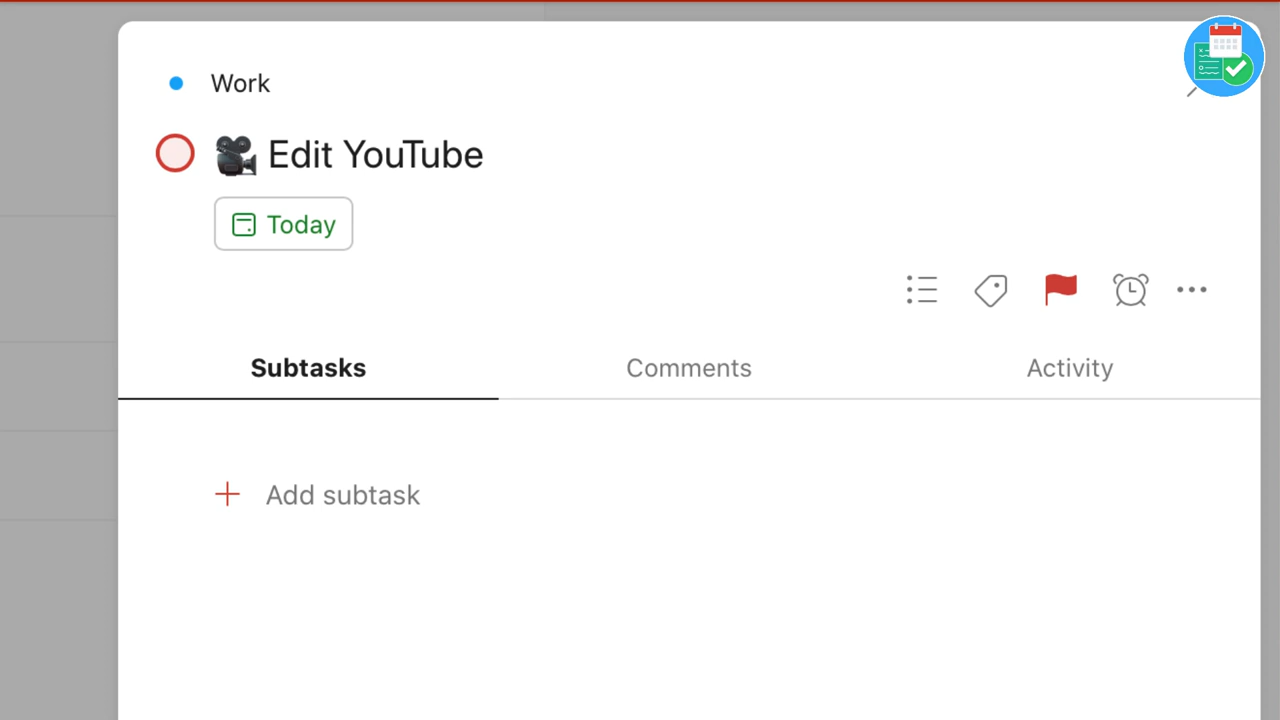 Work
Edit YouTube
Today
Subtasks
Comments
Activity
Add subtask